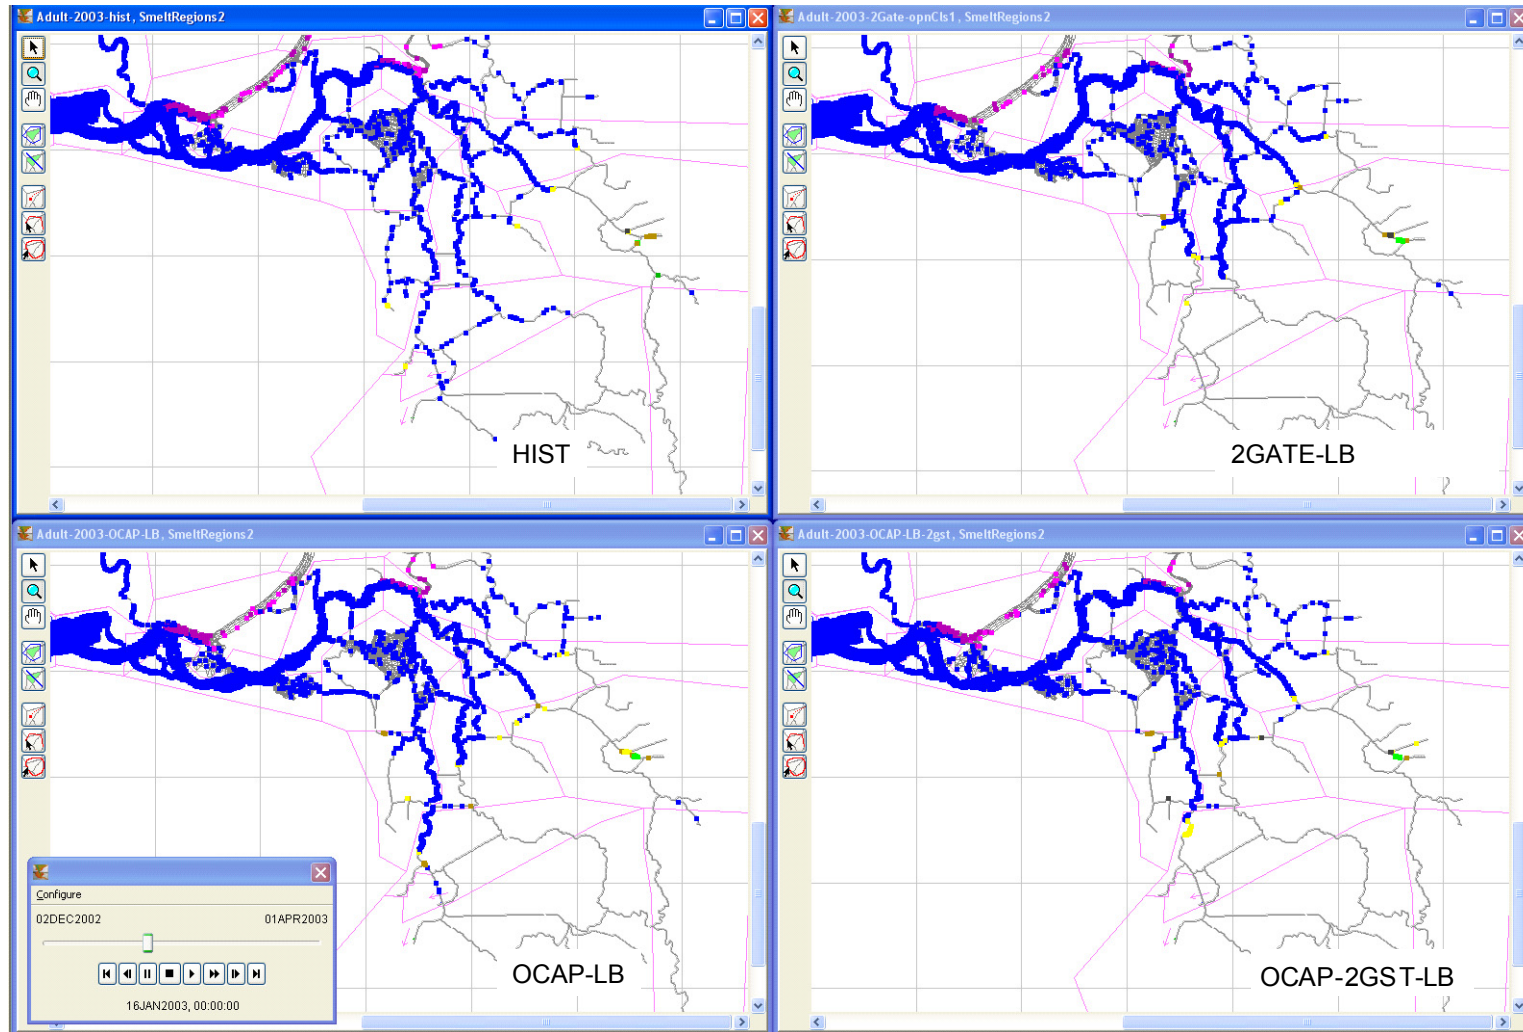 Adult-2003-hist, SmeltRegions2
Adult-2003-2Gate-opnCls1, SmeltRegions2
HIST
2GATE-LB
Adult-2003-OCAP-LB, SmeltRegions2
Adult-2003-OCAP-LB-2gst, SmeltRegions2
Configure
02DEC2002
01APR2003
16JAN2003, 00:00:00
OCAP-LB
OCAP-2GST-LB